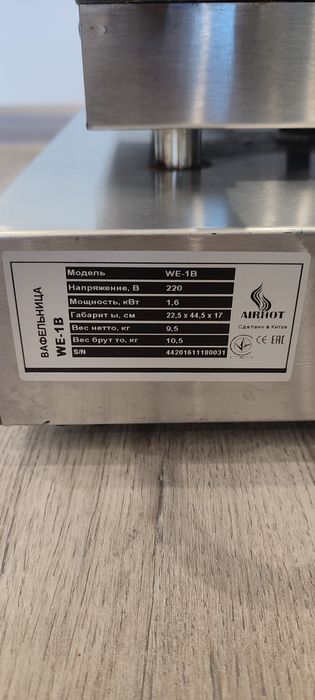 ВАФЕЛЬНИЦА
WE-1B
Модель WE-1B
Напряжение, В 220
Мощность, кВт 1,6
Габарит ы, см 22,5 x 44,5 x 17
Вес нетто, кг 9,5
Вес брут то, кг 10,5
S/N 44201611180031
AIRHOT
Сделано в Китае
CE EAC